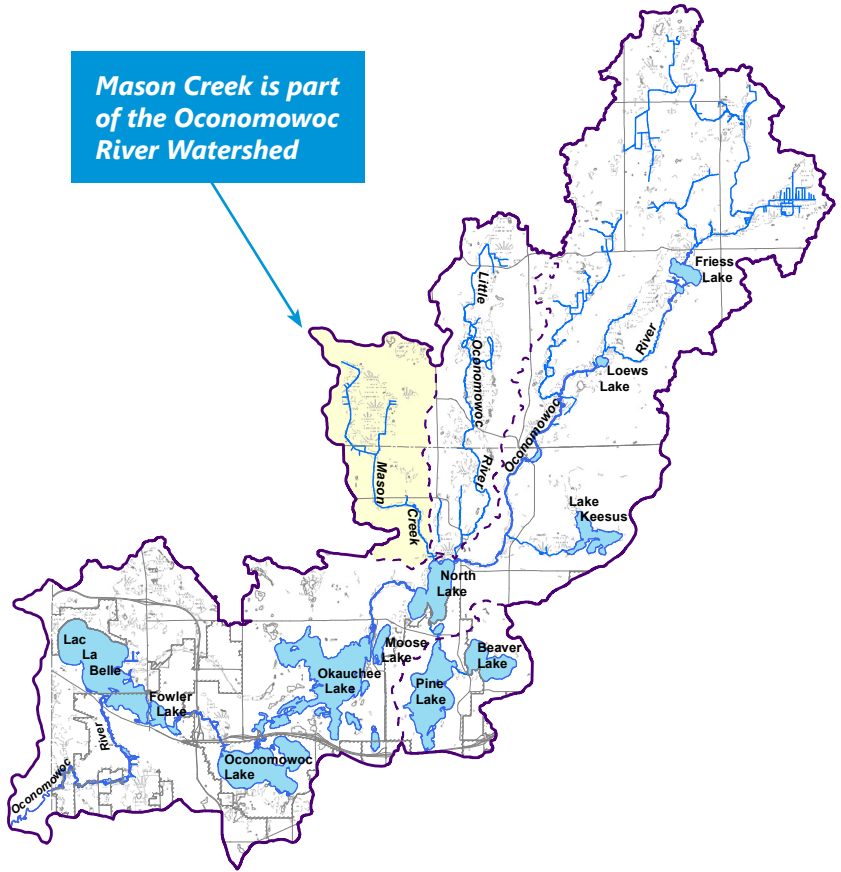 Mason Creek is part
of the Oconomowoc
River Watershed
Friess
Lake
Little
Oconomowoc
River
River
Loews
Lake
Oconomowoc
Mason
Creek
Lake
Keesus
North
Lake
Lac
La
Belle
Moose
Lake
Beaver
Lake
Okauchee
Lake
Pine
Lake
Fowler
Lake
River
Oconomowoc
Lake
Oconomowoc